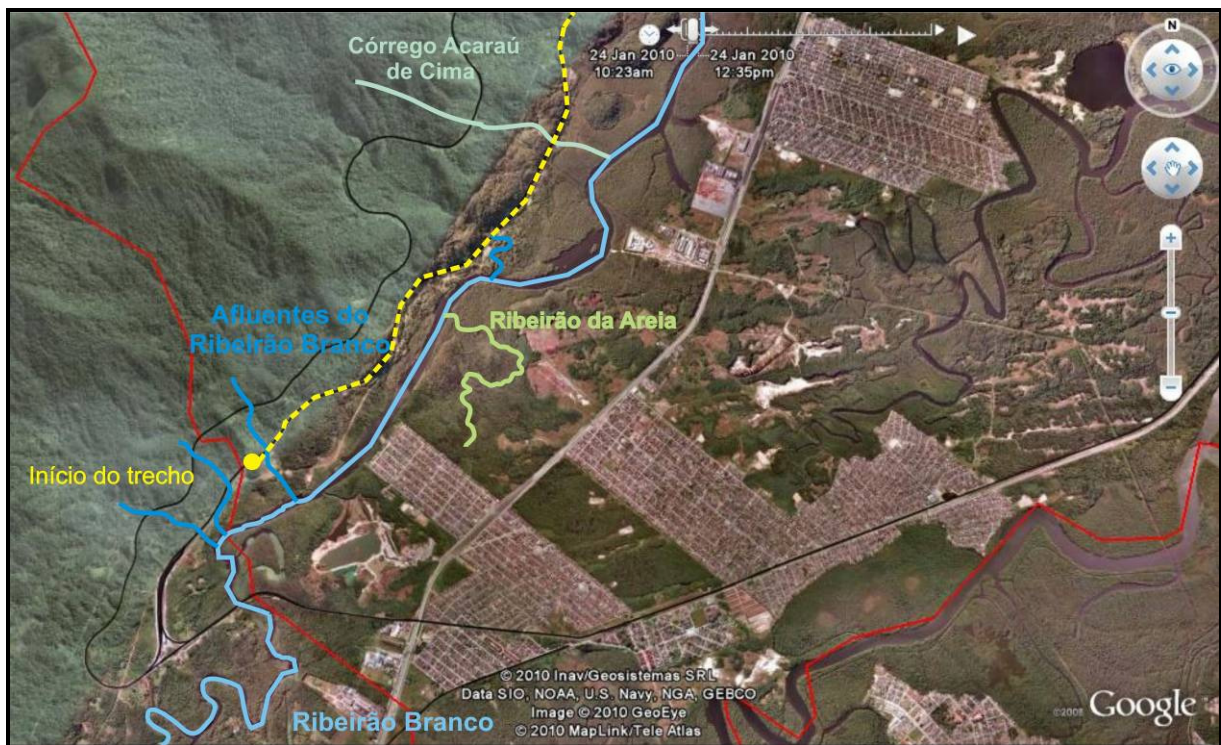 Córrego Acaraú
de Cima
24 Jan 2010
24 Jan 2010
10:23am
12:35pm
N
Afluentes do
Ribeirão Branco
Ribeirão da Areia
Início do trecho
Ribeirão Branco
© 2010 Inav/Geosistemas SRL
Data SIO, NOAA, U.S. Navy, NGA, GEBCO
Image © 2010 GeoEye
© 2010 MapLink/Tele Atlas
©2008 Google